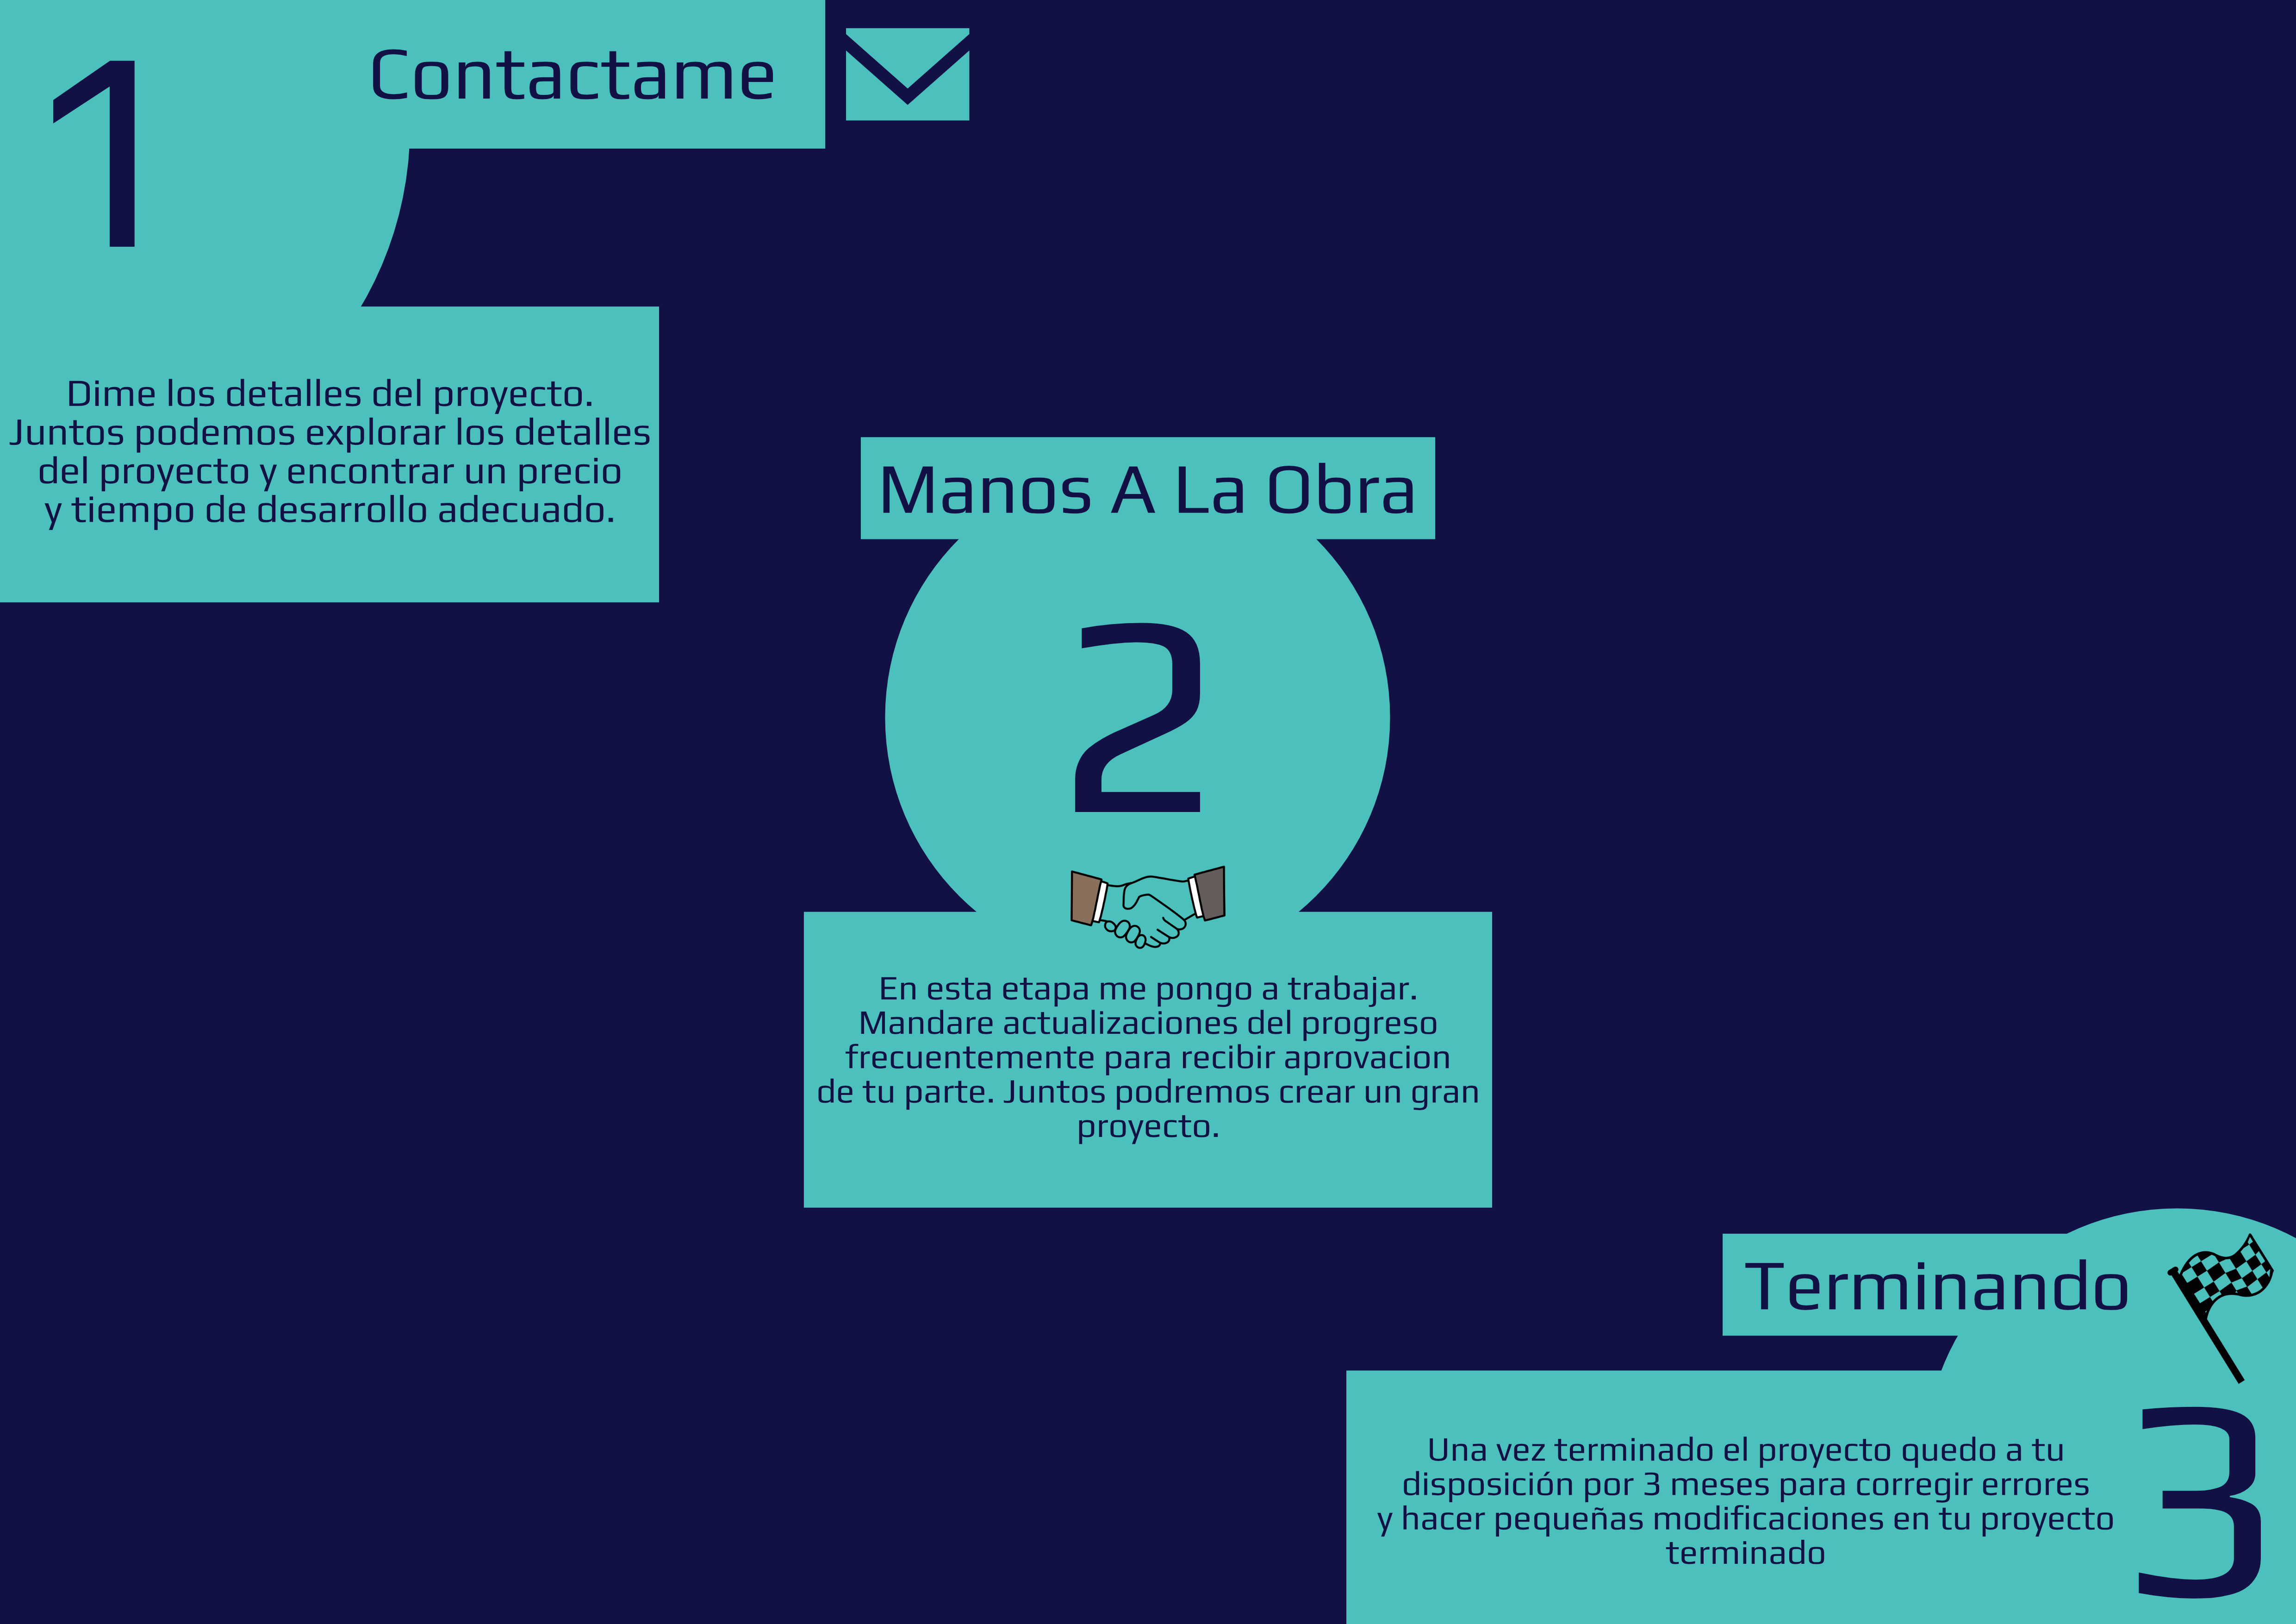 1
Contactame
Dime los detalles del proyecto.
Juntos podemos explorar los detalles
del proyecto y encontrar un precio
y tiempo de desarrollo adecuado.
Manos A La Obra
2
En esta etapa me pongo a trabajar.
Mandare actualizaciones del progreso
frecuentemente para recibir aprovacion
de tu parte. Juntos podremos crear un gran
proyecto.
Terminando
3
Una vez terminado el proyecto quedo a tu
disposición por 3 meses para corregir errores
y hacer pequeñas modificaciones en tu proyecto
terminado